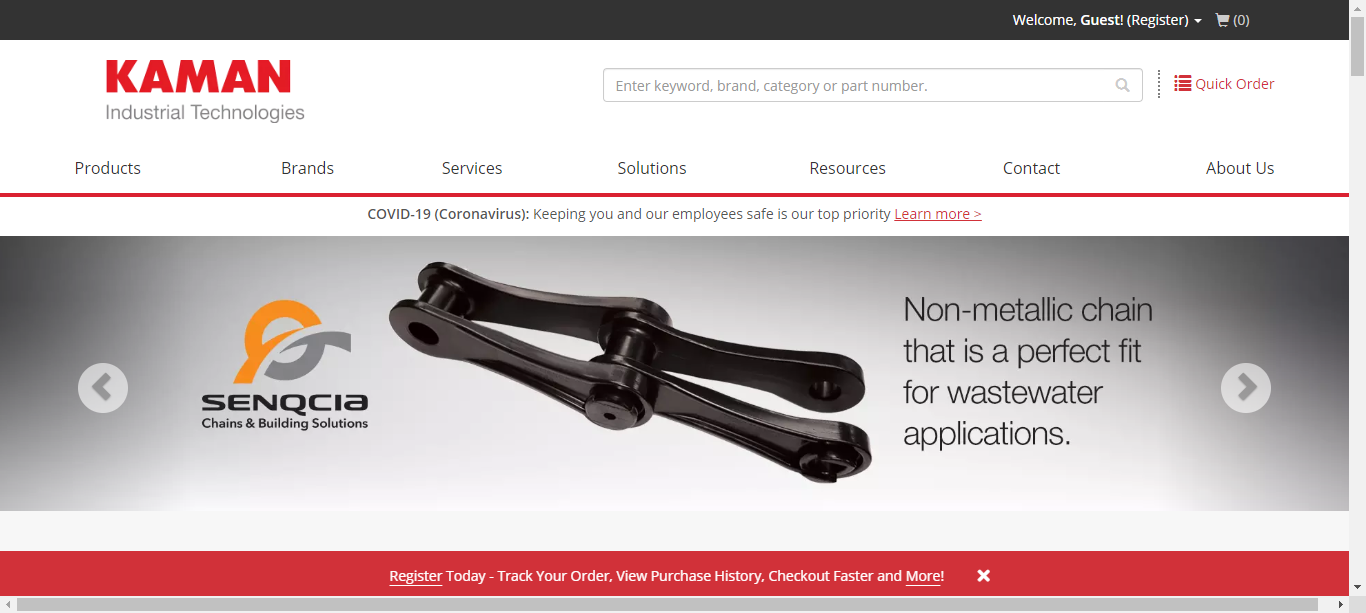 Welcome, Guest! (Register) (0)
KAMAN
Industrial Technologies
Enter keyword, brand, category or part number.
Quick Order
Products Brands Services Solutions Resources Contact About Us
COVID-19 (Coronavirus): Keeping you and our employees safe is our top priority Learn more >
SENQCIA
Chains & Building Solutions
Non-metallic chain
that is a perfect fit
for wastewater
applications.
Register Today - Track Your Order, View Purchase History, Checkout Faster and More!